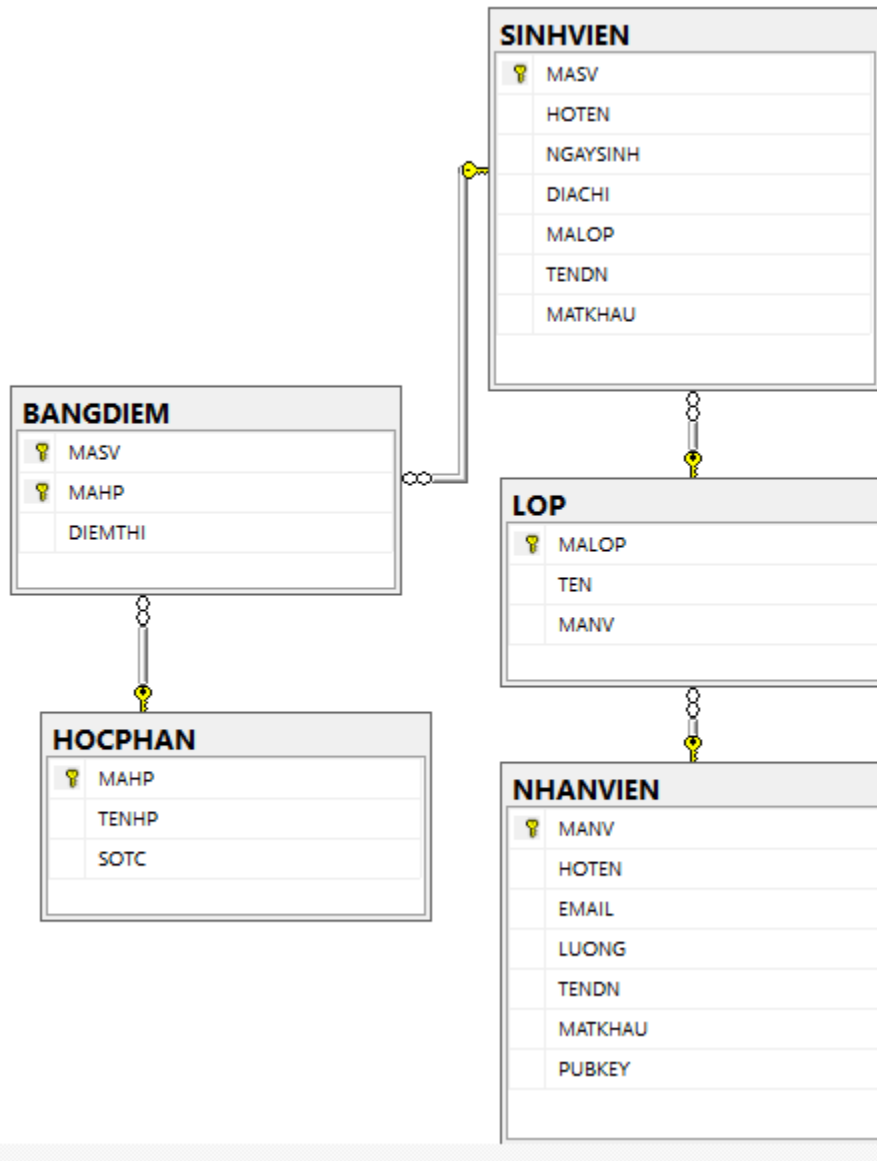 SINHVIEN
MASV
HOTEN
NGAYSINH
DIACHI
MALOP
TENDN
MATKHAU
BANGDIEM
MASV
MAHP
DIEMTHI
LOP
MALOP
TEN
MANV
HOCPHAN
MAHP
TENHP
SOTC
NHANVIEN
MANV
HOTEN
EMAIL
LUONG
TENDN
MATKHAU
PUBKEY